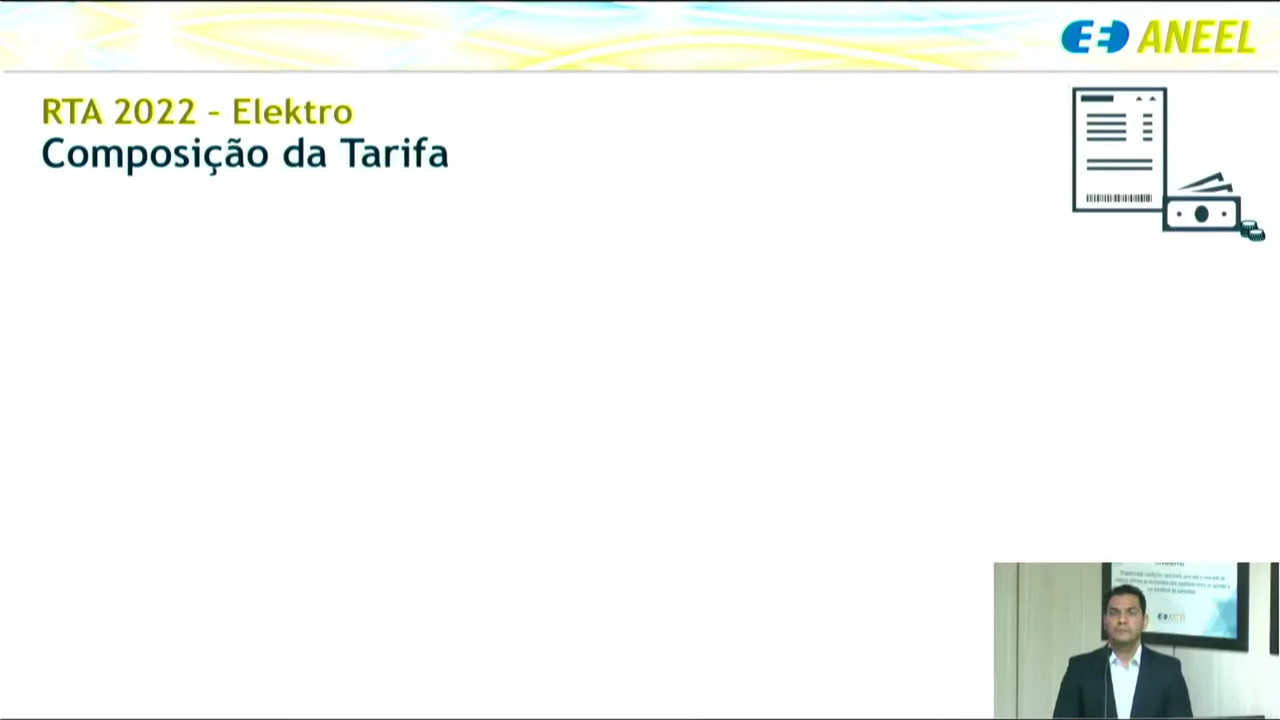 ANEEL
RTA 2022 – Elektro
Composição da Tarifa